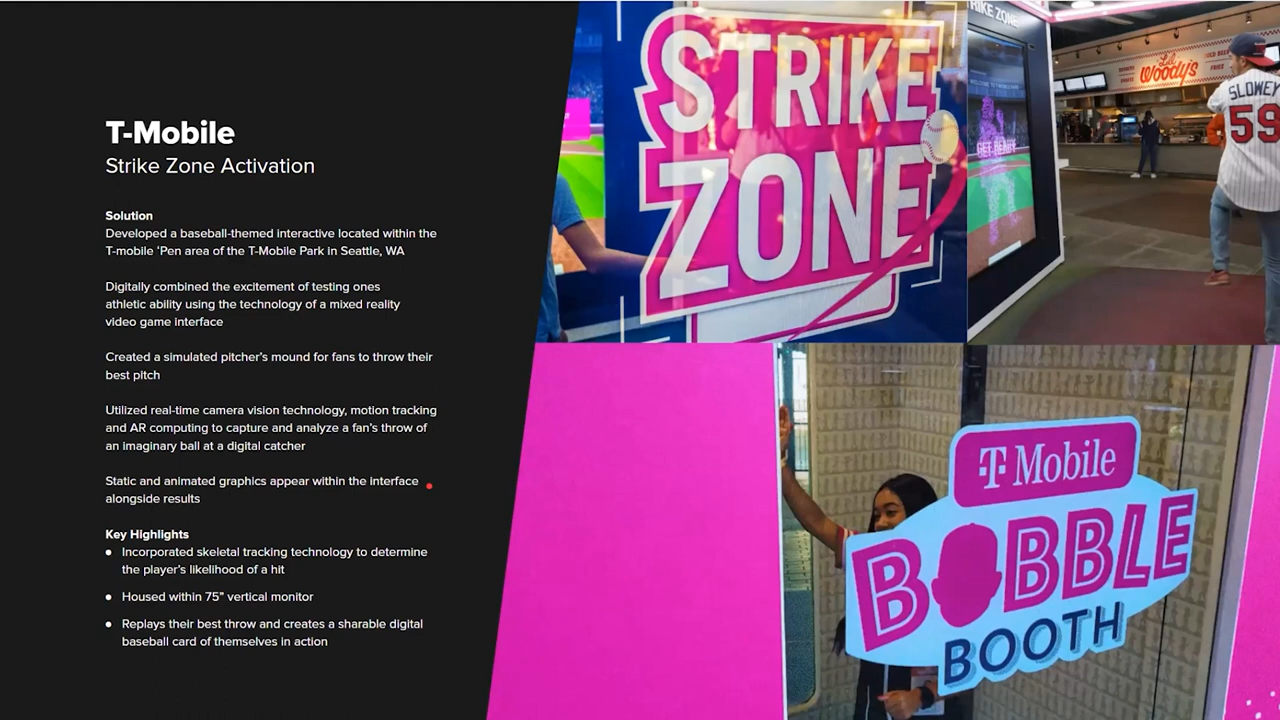 T-Mobile
Strike Zone Activation
Solution
Developed a baseball-themed interactive located within the
T-mobile 'Pen area of the T-Mobile Park in Seattle, WA
Digitally combined the excitement of testing ones
athletic ability using the technology of a mixed reality
video game interface
Created a simulated pitcher's mound for fans to throw their
best pitch
Utilized real-time camera vision technology, motion tracking
and AR computing to capture and analyze a fan's throw of
an imaginary ball at a digital catcher
Static and animated graphics appear within the interface
alongside results
Key Highlights
Incorporated skeletal tracking technology to determine
the player's likelihood of a hit
Housed within 75" vertical monitor
Replays their best throw and creates a sharable digital
baseball card of themselves in action
STRIKE
ZONE
TRIKE ZONE
GET READY
Lil
Woody's
FRIES
SLOWEY
59
T Mobile
BOBBLE
BOOTH